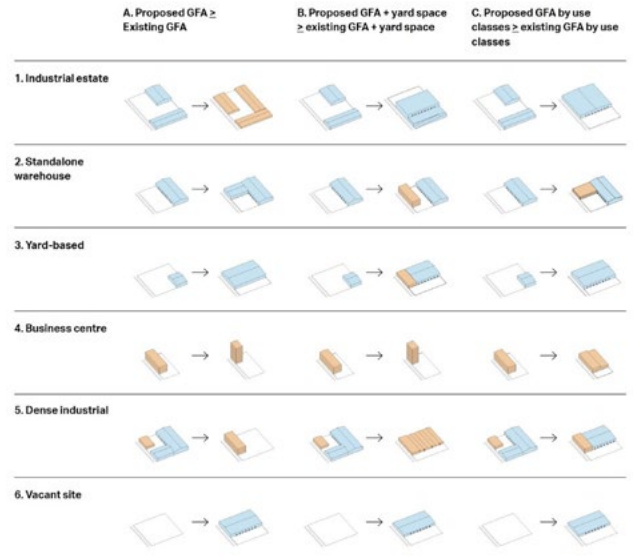 A. Proposed GFA ≥
Existing GFA
B. Proposed GFA + yard space
≥ existing GFA + yard space
C. Proposed GFA by use
classes ≥ existing GFA by use
classes
1. Industrial estate
2. Standalone
warehouse
3. Yard-based
4. Business centre
5. Dense industrial
6. Vacant site